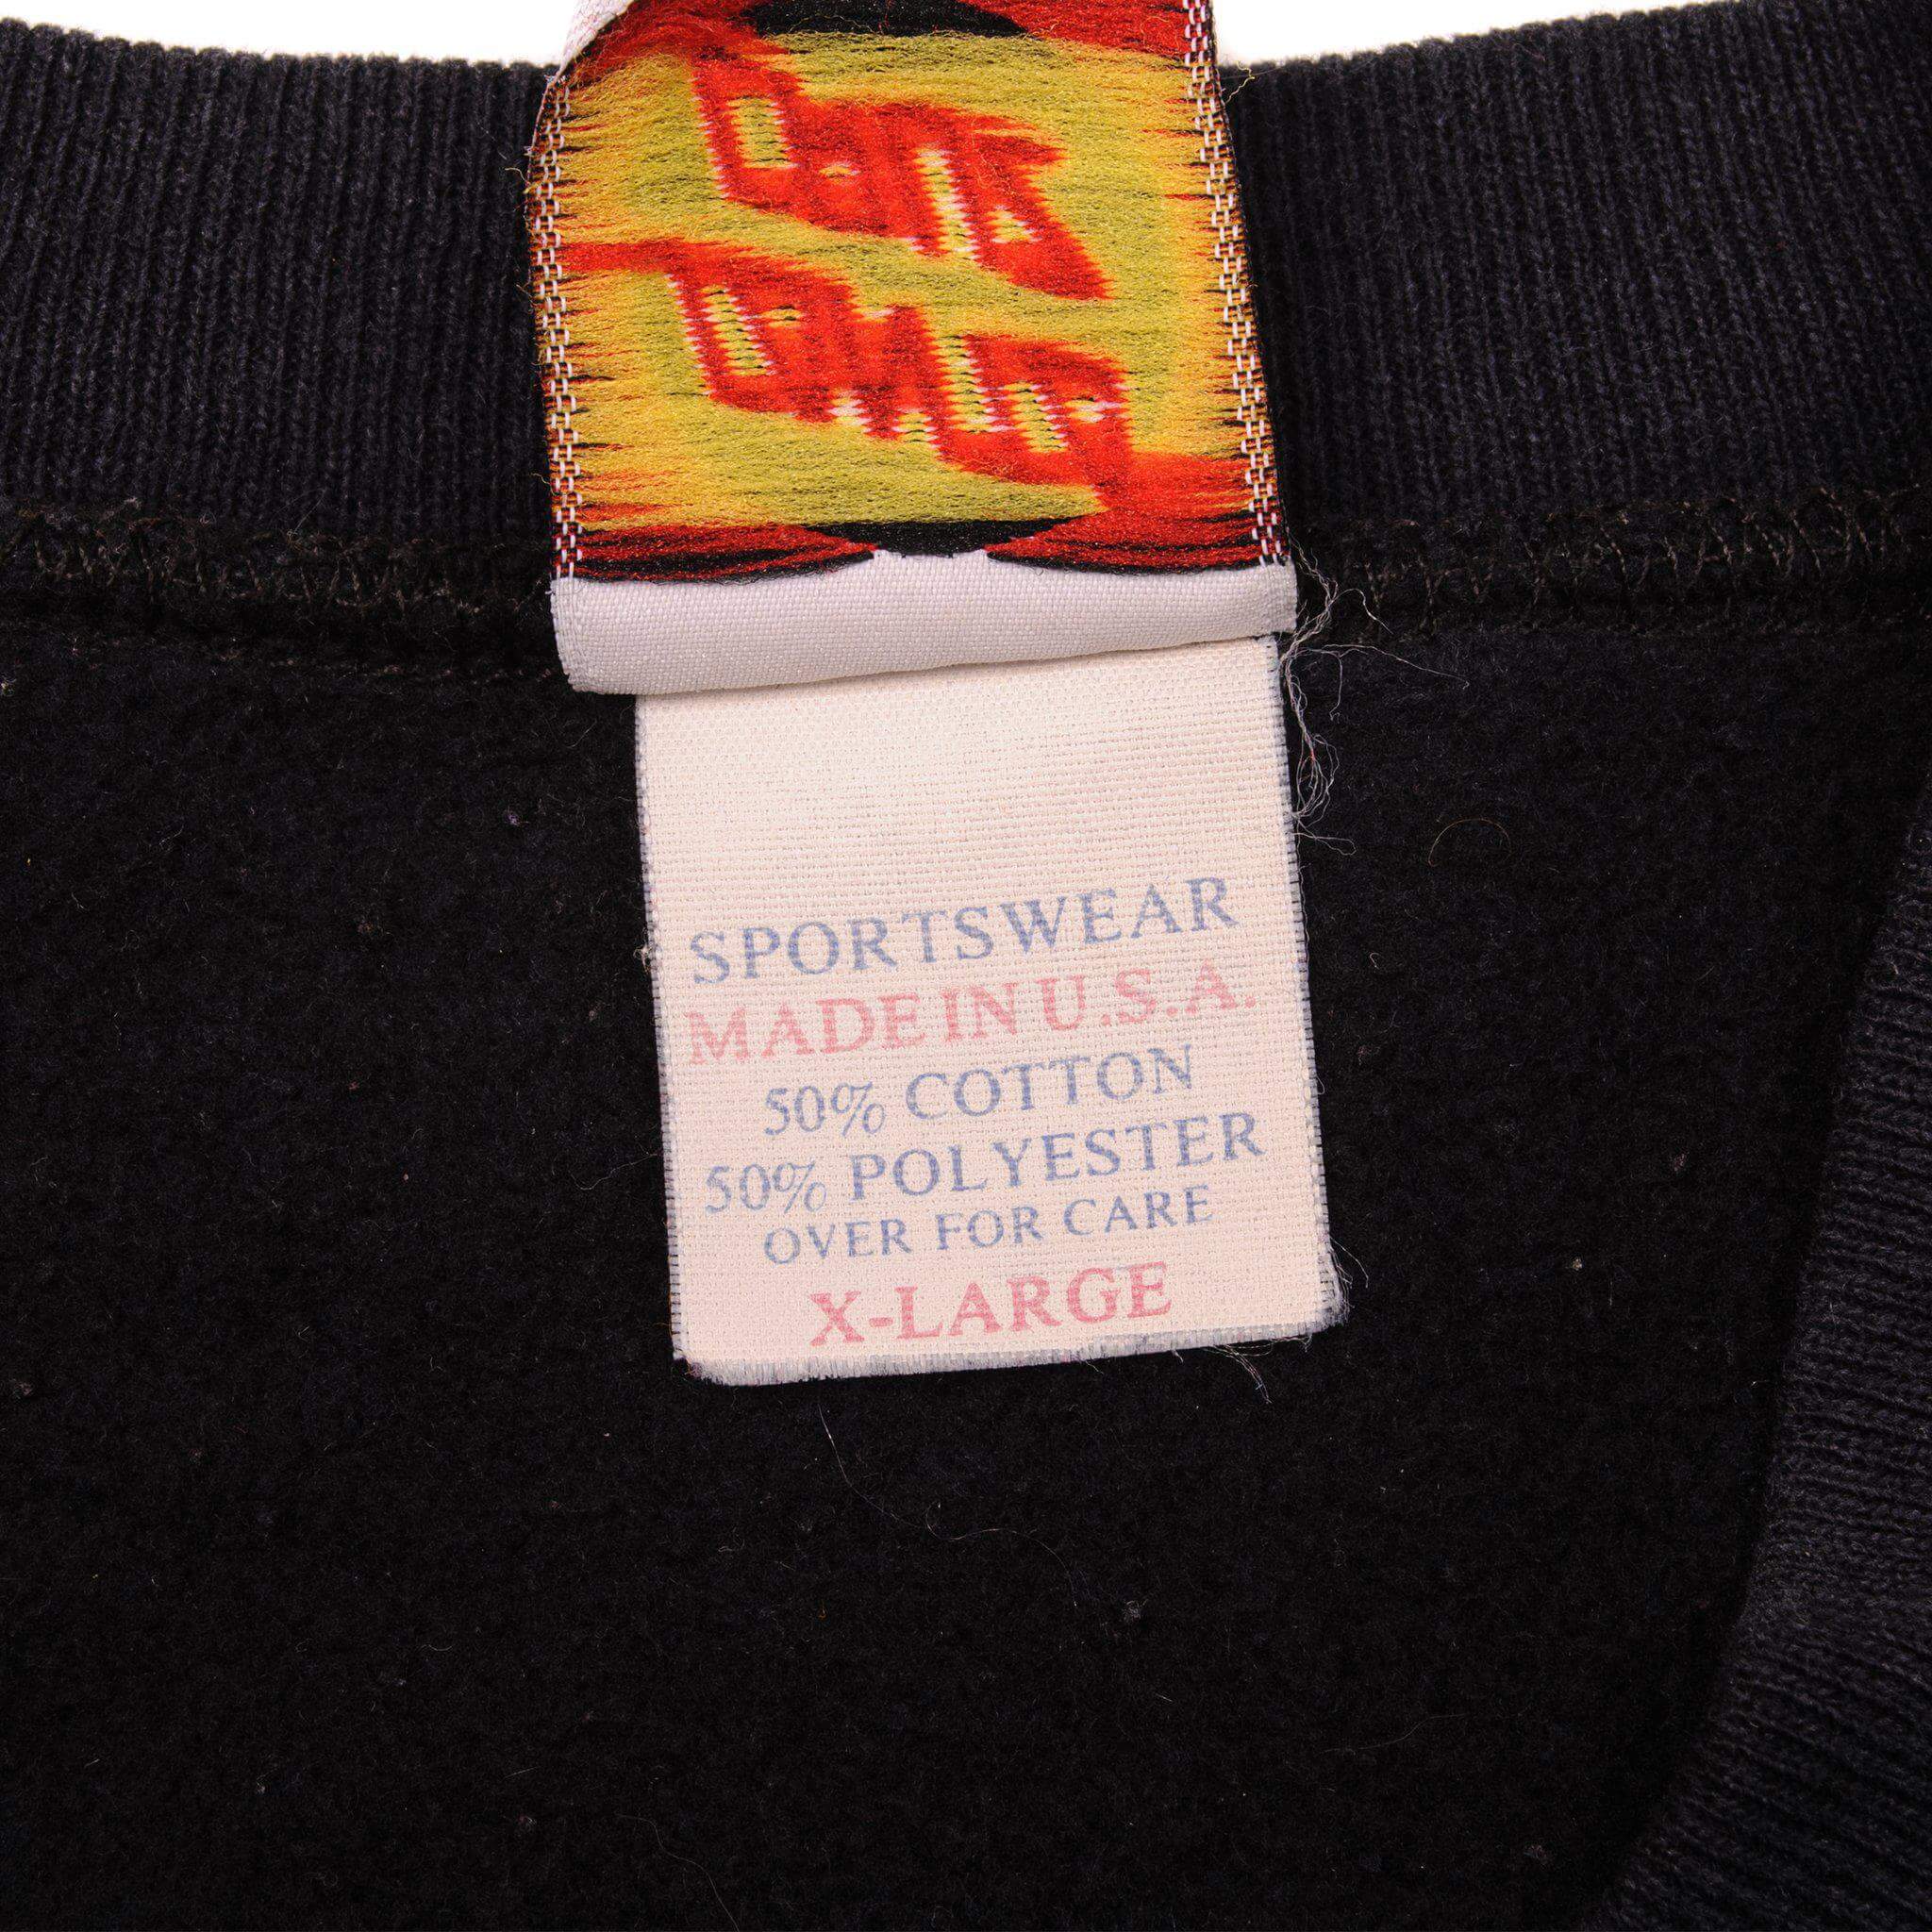 SPORTSWEAR
MADE IN U.S.A.
50% COTTON
50% POLYESTER
OVER FOR CARE
X-LARGE